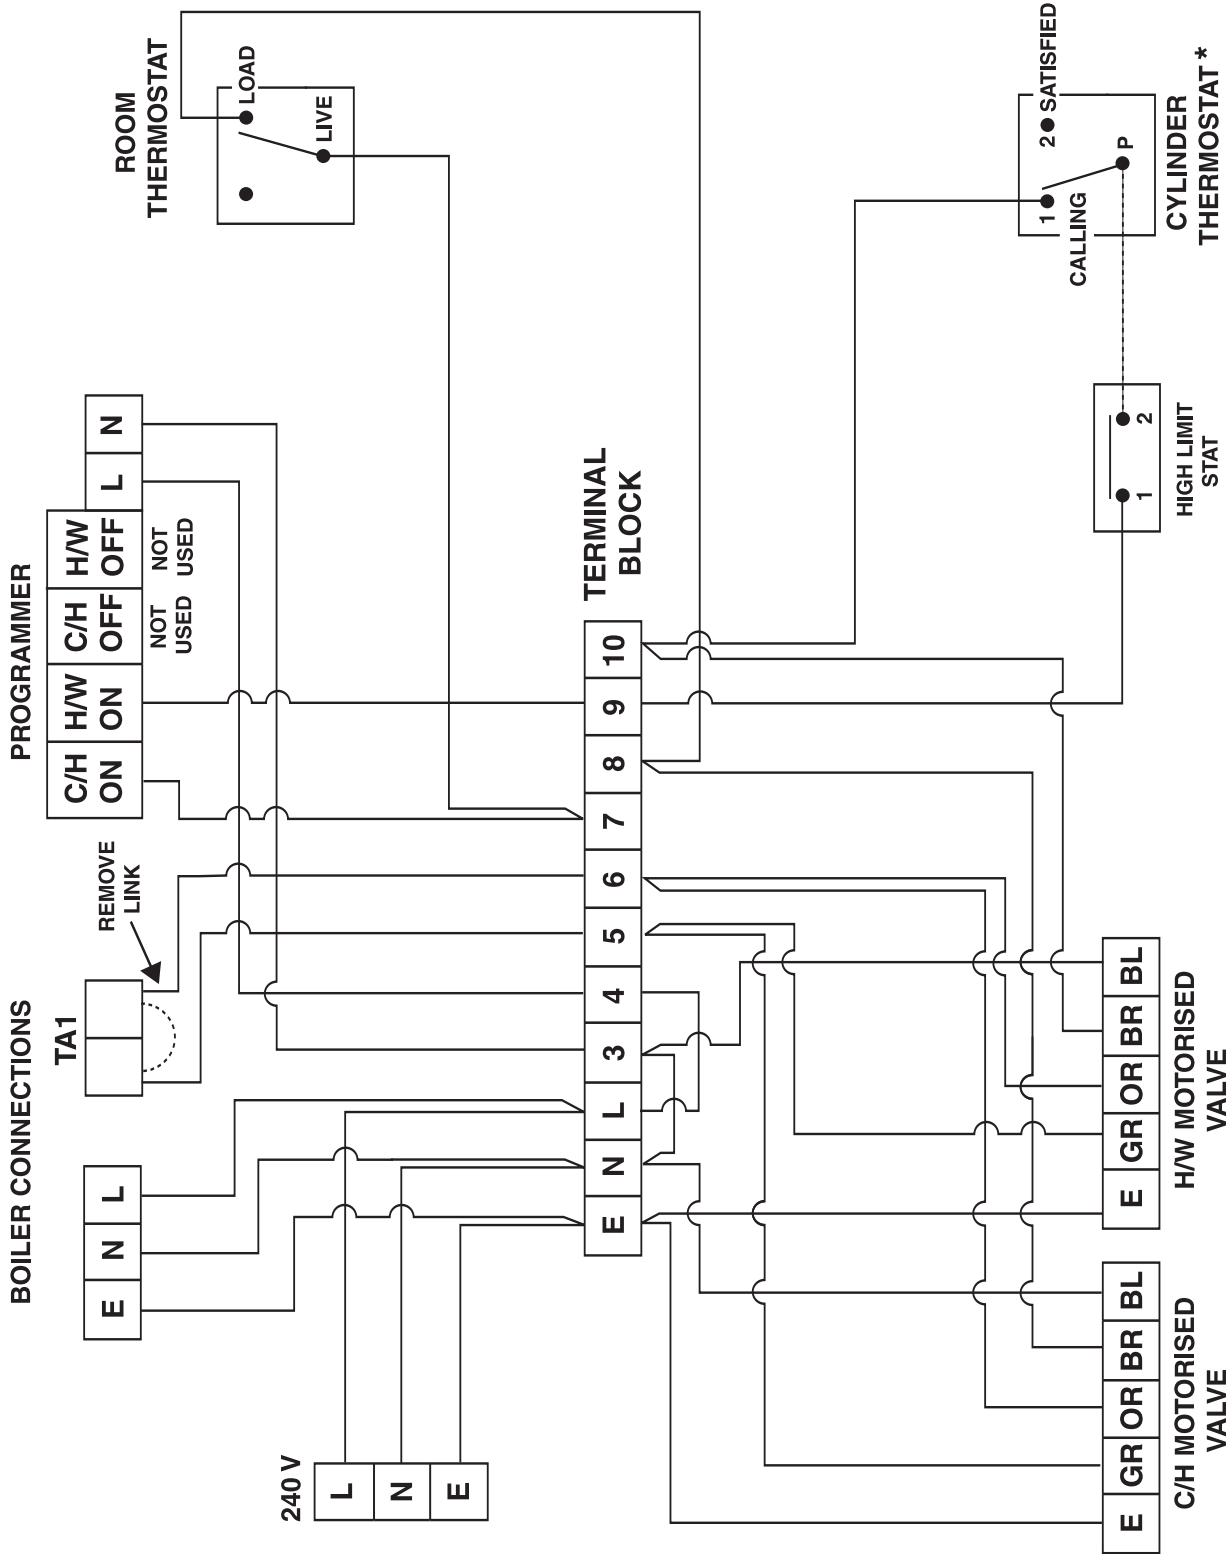 BOILER CONNECTIONS
E N L
TA1
REMOVE
LINK
PROGRAMMER
C/H
ON
H/W
ON
C/H
OFF
H/W
OFF
L N
NOT
USED
NOT
USED
ROOM
THERMOSTAT
LOAD
LIVE
240 V
L
N
E
TERMINAL
BLOCK
E N L 3 4 5 6 7 8 9 10
C/H MOTORISED
VALVE
E GR OR BR BL
H/W MOTORISED
VALVE
E GR OR BR BL
HIGH LIMIT
STAT
1 2
CYLINDER
THERMOSTAT *
1
CALLING
2 SATISFIED
P